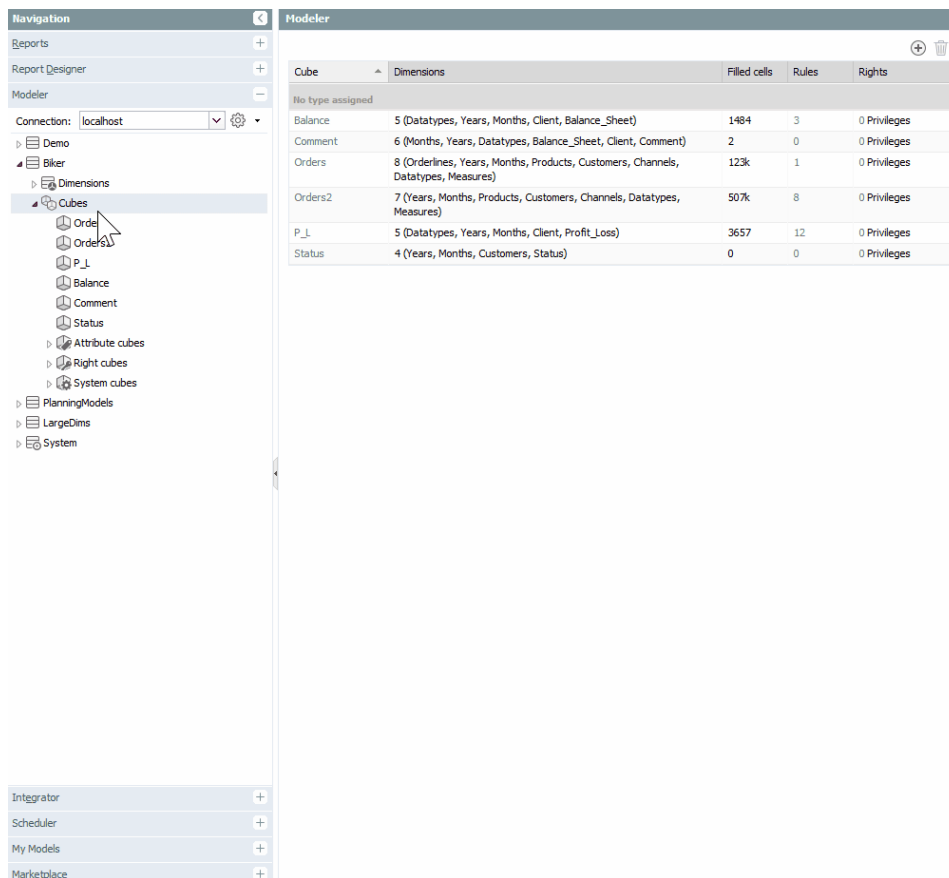 Navigation
Reports
Report Designer
Modeler
Connection: localhost
Demo
Biker
Dimensions
Cubes
P_L
Balance
Comment
Status
Attribute cubes
Right cubes
System cubes
PlanningModels
LargeDims
System
Integrator
Scheduler
My Models
Marketplace
Modeler
Cube Dimensions Filled cells Rules Rights
No type assigned
Balance 5 (Datatypes, Years, Months, Client, Balance_Sheet) 1484 3 0 Privileges
Comment 6 (Months, Years, Datatypes, Balance_Sheet, Client, Comment) 2 0 0 Privileges
Orders 8 (Orderlines, Years, Months, Products, Customers, Channels, 123k 1 0 Privileges
Datatypes, Measures)
Orders2 7 (Years, Months, Products, Customers, Channels, Datatypes, 507k 8 0 Privileges
Measures)
P_L 5 (Datatypes, Years, Months, Client, Profit_Loss) 3657 12 0 Privileges
Status 4 (Years, Months, Customers, Status) 0 0 0 Privileges